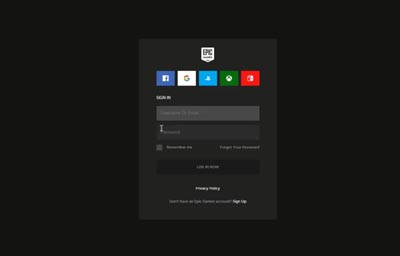 EPIC
GAMES
SIGN IN
Username Or Email
Password
Remember me
Forgot Your Password
LOG IN NOW
Privacy Policy
Don't have an Epic Games account? Sign Up